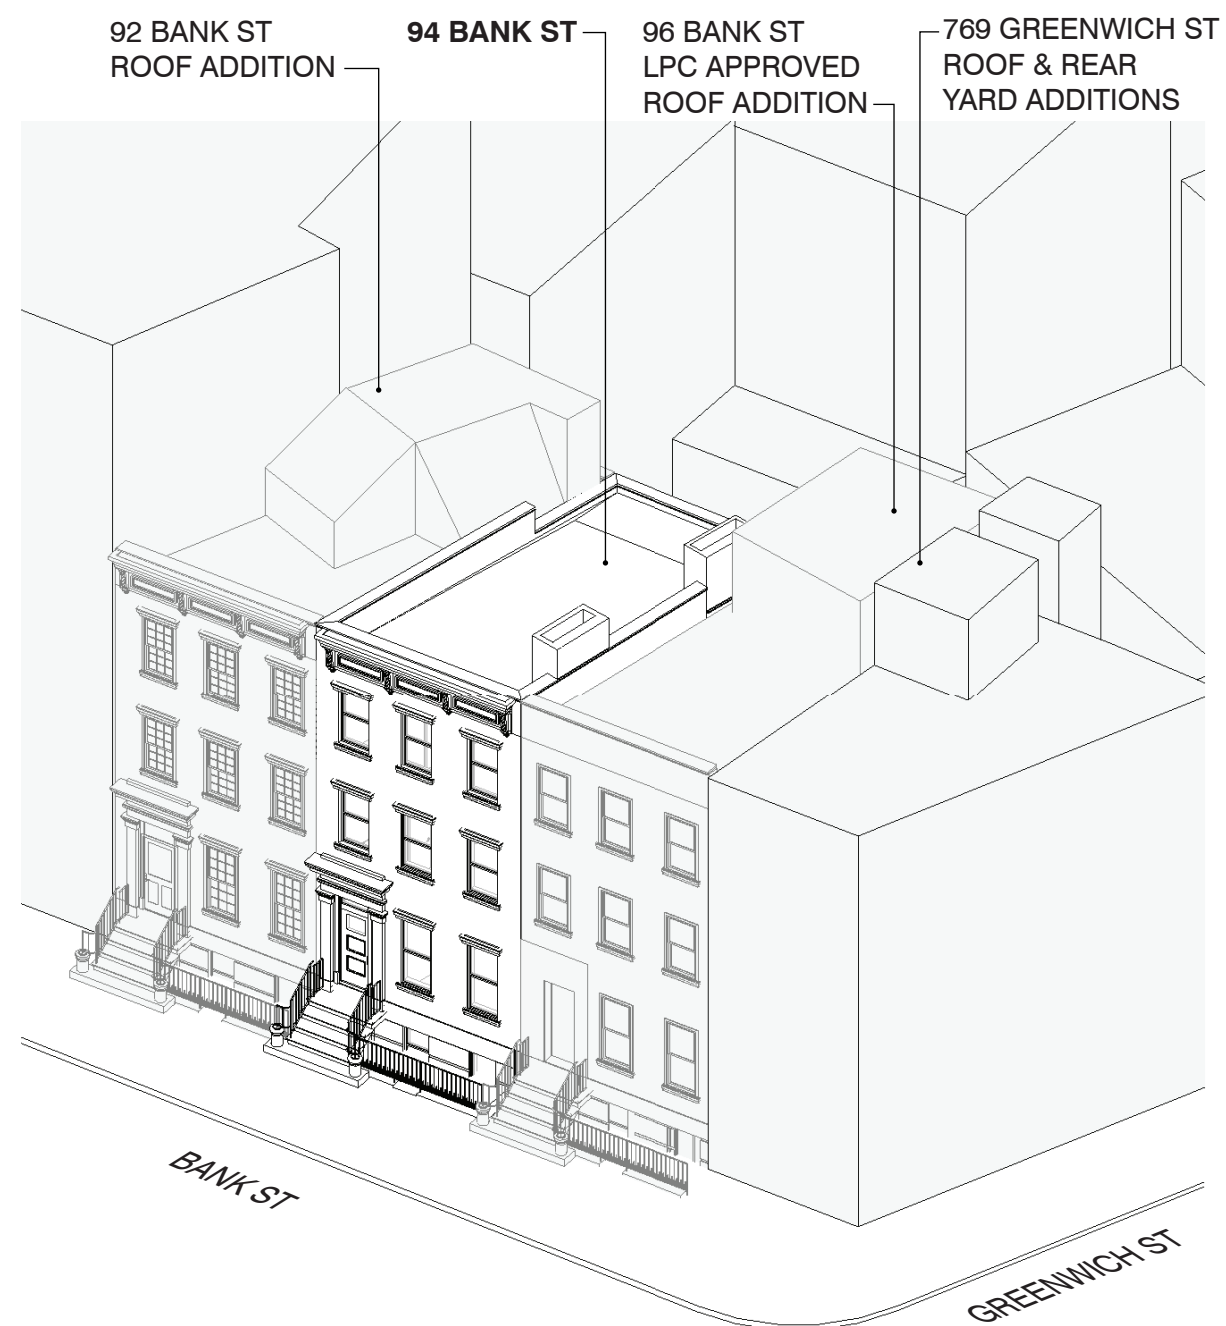 92 BANK ST
ROOF ADDITION
94 BANK ST
96 BANK ST
LPC APPROVED
ROOF ADDITION
769 GREENWICH ST
ROOF & REAR
YARD ADDITIONS
BANK ST
GREENWICH ST